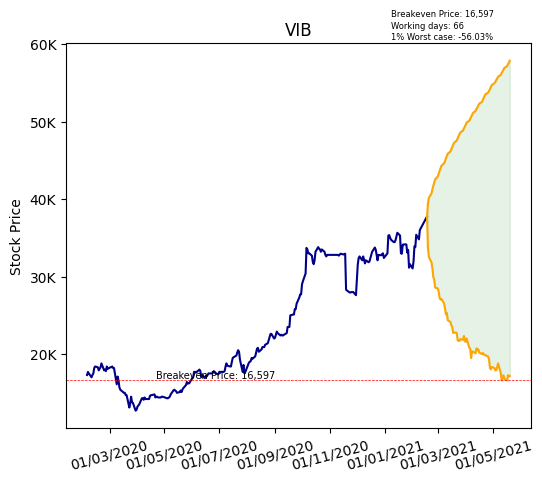 Breakeven Price: 16,597
Working days: 66
1% Worst case: -56.03%
VIB
60K
50K
40K
30K
20K
Stock Price
Breakeven Price: 16,597
01/03/2020
01/05/2020
01/07/2020
01/09/2020
01/11/2020
01/01/2021
01/03/2021
01/05/2021